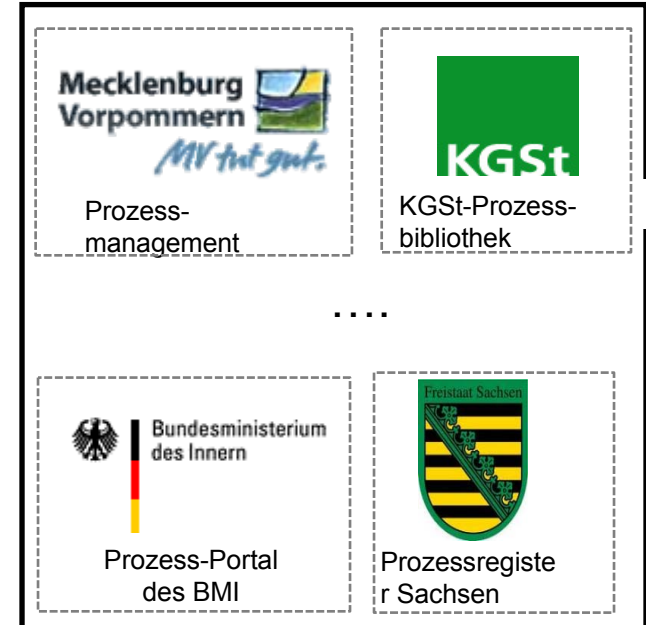 Mecklenburg
Vorpommern
MV tut gut.
Prozess-
management
KGSt
KGSt-Prozess-
bibliothek
....
Bundesministerium
des Innern
Prozess-Portal
des BMI
Freistaat Sachsen
Prozessregiste
r Sachsen